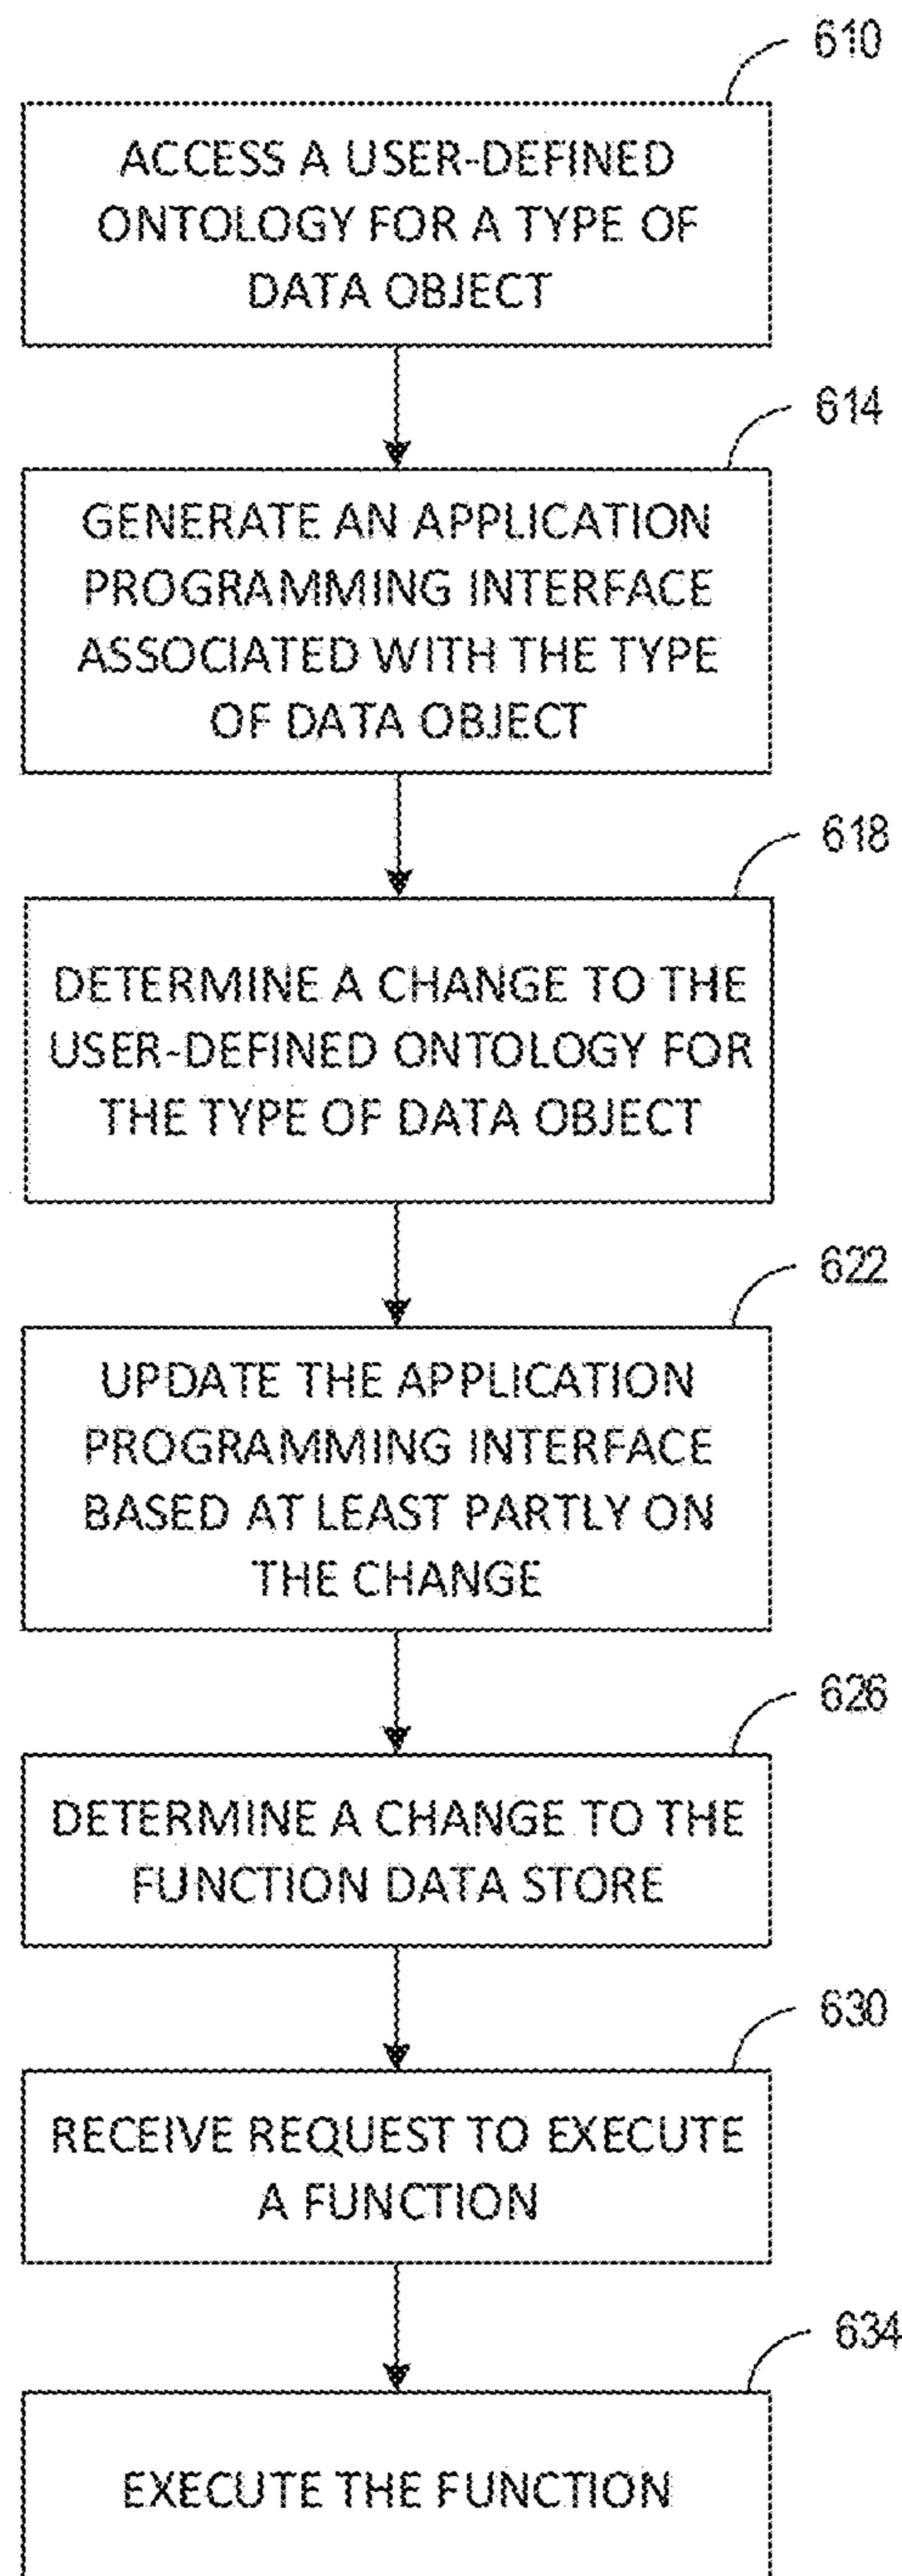 610
ACCESS A USER-DEFINED
ONTOLOGY FOR A TYPE OF
DATA OBJECT
614
GENERATE AN APPLICATION
PROGRAMMING INTERFACE
ASSOCIATED WITH THE TYPE
OF DATA OBJECT
618
DETERMINE A CHANGE TO THE
USER-DEFINED ONTOLOGY FOR
THE TYPE OF DATA OBJECT
622
UPDATE THE APPLICATION
PROGRAMMING INTERFACE
BASED AT LEAST PARTLY ON
THE CHANGE
626
DETERMINE A CHANGE TO THE
FUNCTION DATA STORE
630
RECEIVE REQUEST TO EXECUTE
A FUNCTION
634
EXECUTE THE FUNCTION